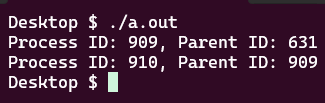 Desktop $ ./a.out
Process ID: 909, Parent ID: 631
Process ID: 910, Parent ID: 909
Desktop $